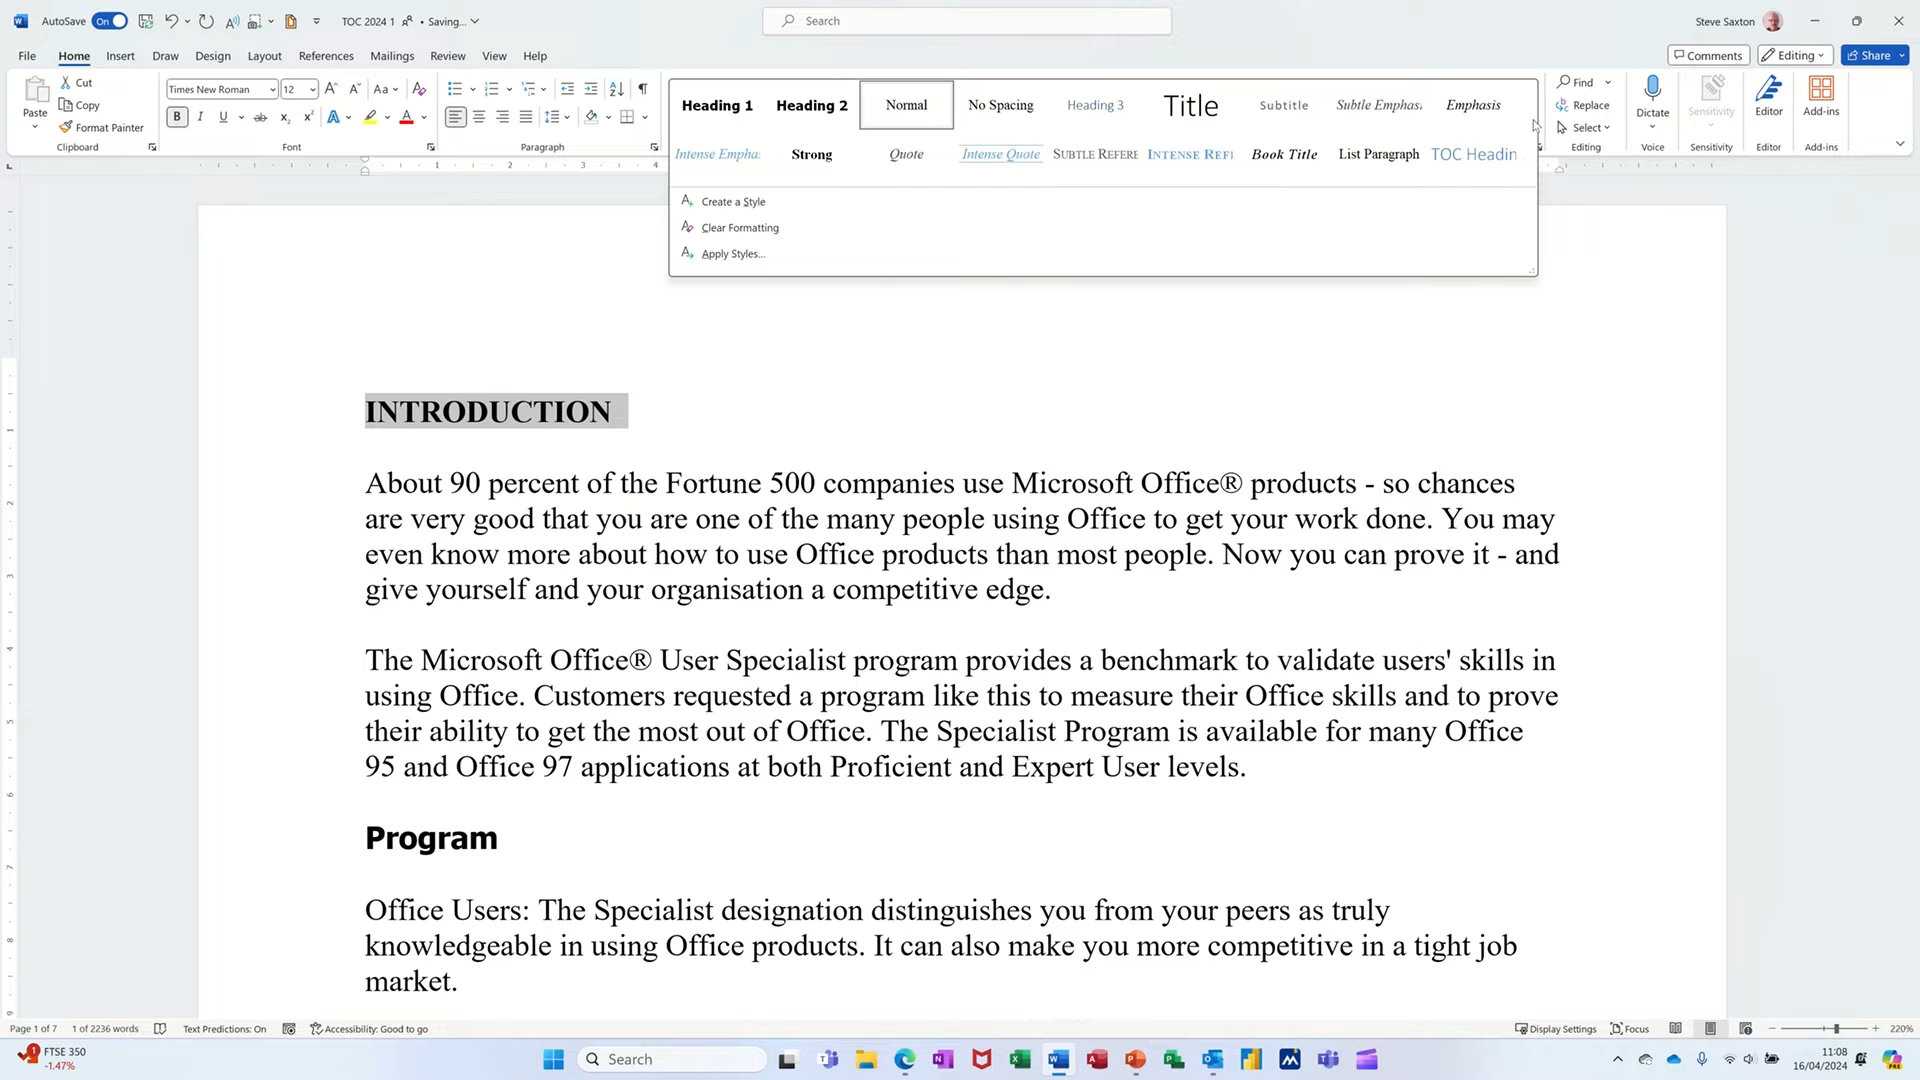 AutoSave On TOC 2024 1 • Saving... Search Steve Saxton
File Home Insert Draw Design Layout References Mailings Review View Help Comments Editing Share
Paste Cut Copy Format Painter Clipboard
Times New Roman 12 Aa Font
Paragraph
Heading 1 Heading 2 Normal No Spacing Heading 3 Title Subtitle Subtle Emphas Emphasis
Intense Empha Strong Quote Intense Quote SUBTLE REFERE INTENSE REFI Book Title List Paragraph TOC Headin
Create a Style
Clear Formatting
Apply Styles...
Find Replace Select Editing
Dictate Voice
Sensitivity Sensitivity
Editor Editor
Add-ins Add-ins
INTRODUCTION
About 90 percent of the Fortune 500 companies use Microsoft Office® products - so chances
are very good that you are one of the many people using Office to get your work done. You may
even know more about how to use Office products than most people. Now you can prove it - and
give yourself and your organisation a competitive edge.
The Microsoft Office® User Specialist program provides a benchmark to validate users' skills in
using Office. Customers requested a program like this to measure their Office skills and to prove
their ability to get the most out of Office. The Specialist Program is available for many Office
95 and Office 97 applications at both Proficient and Expert User levels.
Program
Office Users: The Specialist designation distinguishes you from your peers as truly
knowledgeable in using Office products. It can also make you more competitive in a tight job
market.
Page 1 of 7 1 of 2236 words Text Predictions: On Accessibility: Good to go Display Settings Focus 220%
FTSE 350
-1.47%
Search
11:08
16/04/2024